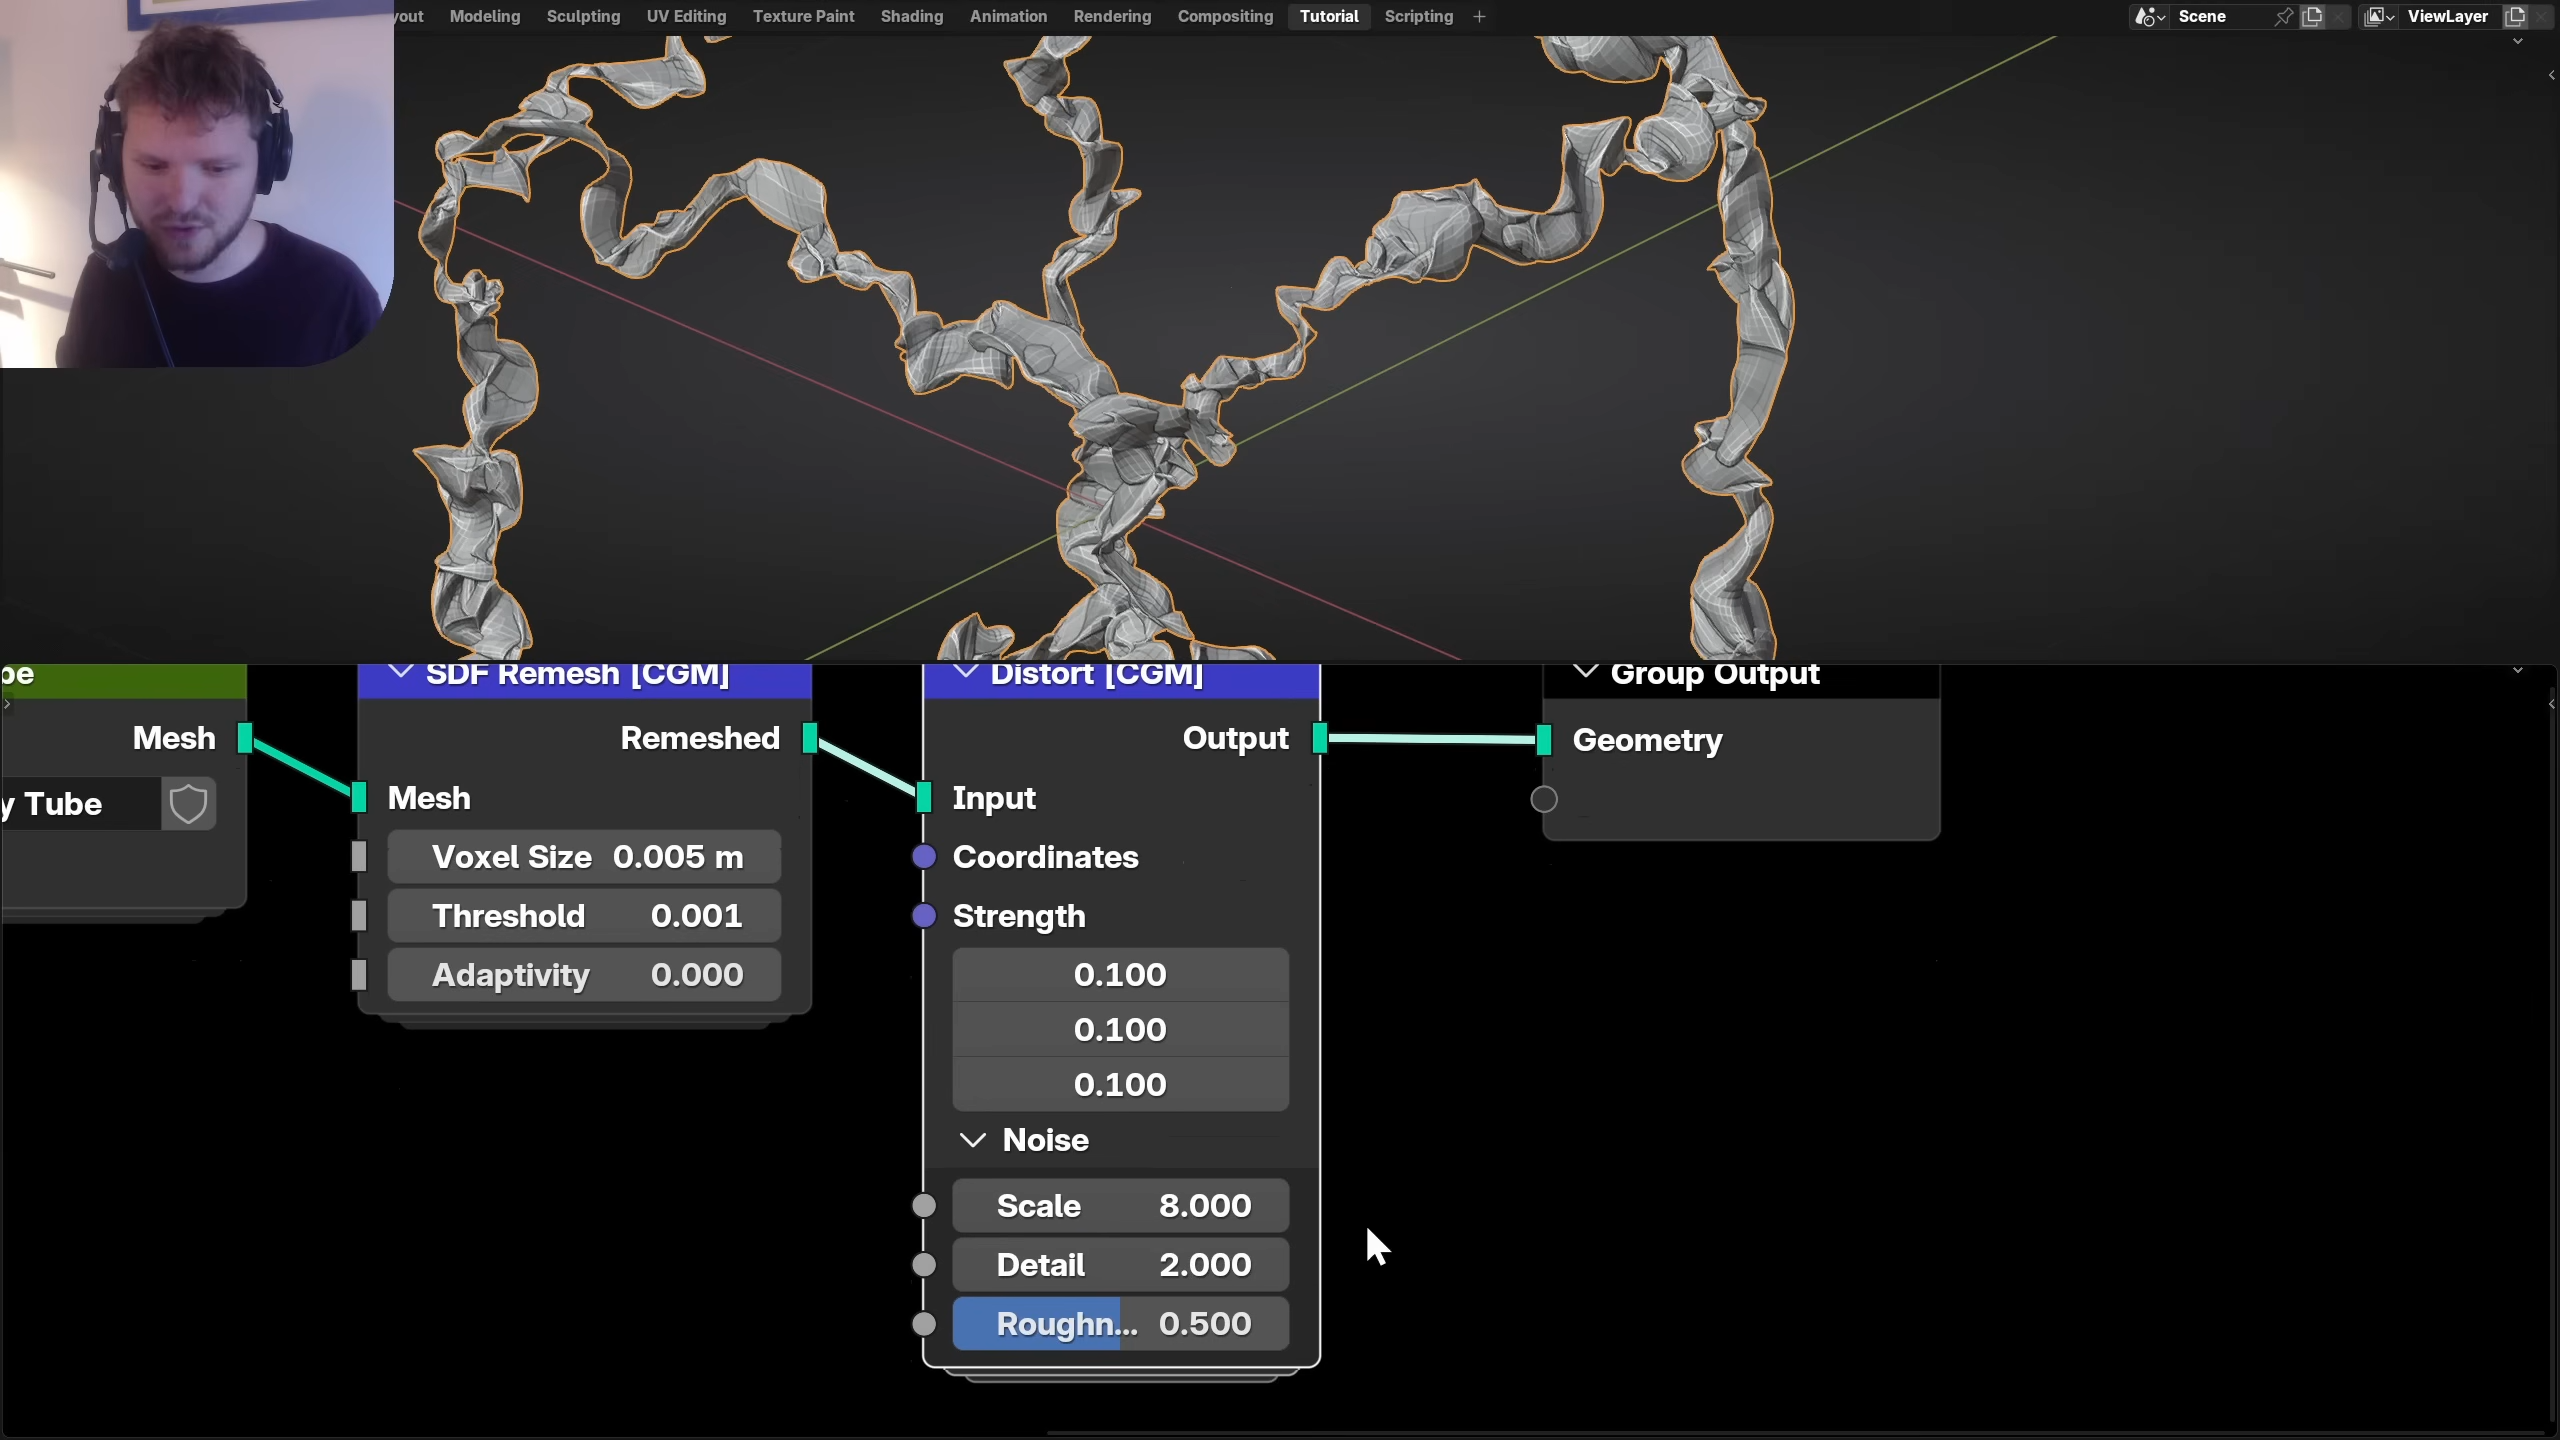 yout Modeling Sculpting UV Editing Texture Paint Shading Animation Rendering Compositing Tutorial Scripting +
Scene
ViewLayer
be
Mesh
y Tube
SDF Remesh [CGM]
Remeshed
Mesh
Voxel Size 0.005 m
Threshold 0.001
Adaptivity 0.000
Distort [CGM]
Output
Input
Coordinates
Strength
0.100
0.100
0.100
Noise
Scale 8.000
Detail 2.000
Roughn... 0.500
Group Output
Geometry